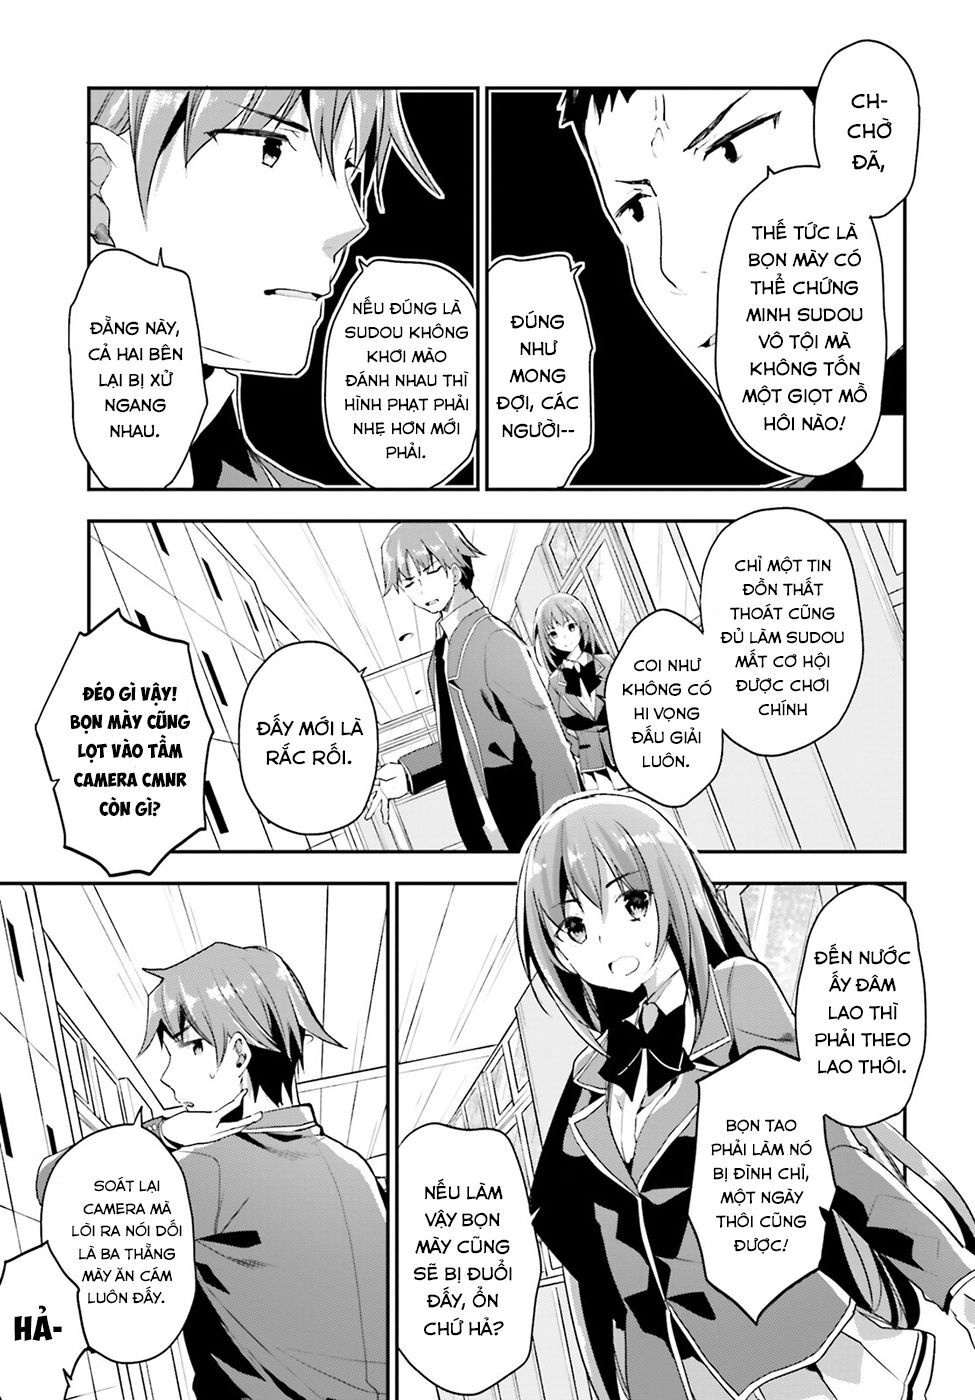 CH-
CHỜ
ĐÃ,
THẾ TỨC LÀ
BỌN MÀY CÓ
THỂ CHỨNG
MINH SUDOU
VÔ TỘI MÀ
KHÔNG TỐN
MỘT GIỌT MỒ
HÔI NÀO!
ĐÚNG
NHƯ
MONG
ĐỢI, CÁC
NGƯỜI--
NẾU ĐÚNG LÀ
SUDOU KHÔNG
KHƠI MÀO
ĐÁNH NHAU THÌ
HÌNH PHẠT PHẢI
NHẸ HƠN MỚI
PHẢI.
ĐẰNG NÀY,
CẢ HAI BÊN
LẠI BỊ XỬ
NGANG
NHAU.
CHỈ MỘT TIN
ĐỒN THẤT
THOÁT CŨNG
ĐỦ LÀM SUDOU
MẤT CƠ HỘI
ĐƯỢC CHƠI
CHÍNH
COI NHƯ
KHÔNG CÓ
HI VỌNG
ĐẤU GIẢI
LUÔN.
ĐẤY MỚI LÀ
RẮC RỐI.
ĐÉO GÌ VẬY!
BỌN MÀY CŨNG
LỌT VÀO TẦM
CAMERA CMNR
CÒN GÌ?
ĐẾN NƯỚC
ẤY ĐÂM
LAO THÌ
PHẢI THEO
LAO THÔI.
BỌN TAO
PHẢI LÀM NÓ
BỊ ĐÌNH CHỈ,
MỘT NGÀY
THÔI CŨNG
ĐƯỢC!
NẾU LÀM
VẬY BỌN
MÀY CŨNG
SẼ BỊ ĐUỔI
ĐẤY, ỔN
CHỨ HẢ?
SOÁT LẠI
CAMERA MÀ
LÒI RA NÓI DỐI
LÀ BA THẰNG
MÀY ĂN CÁM
LUÔN ĐẤY.
HẢ-